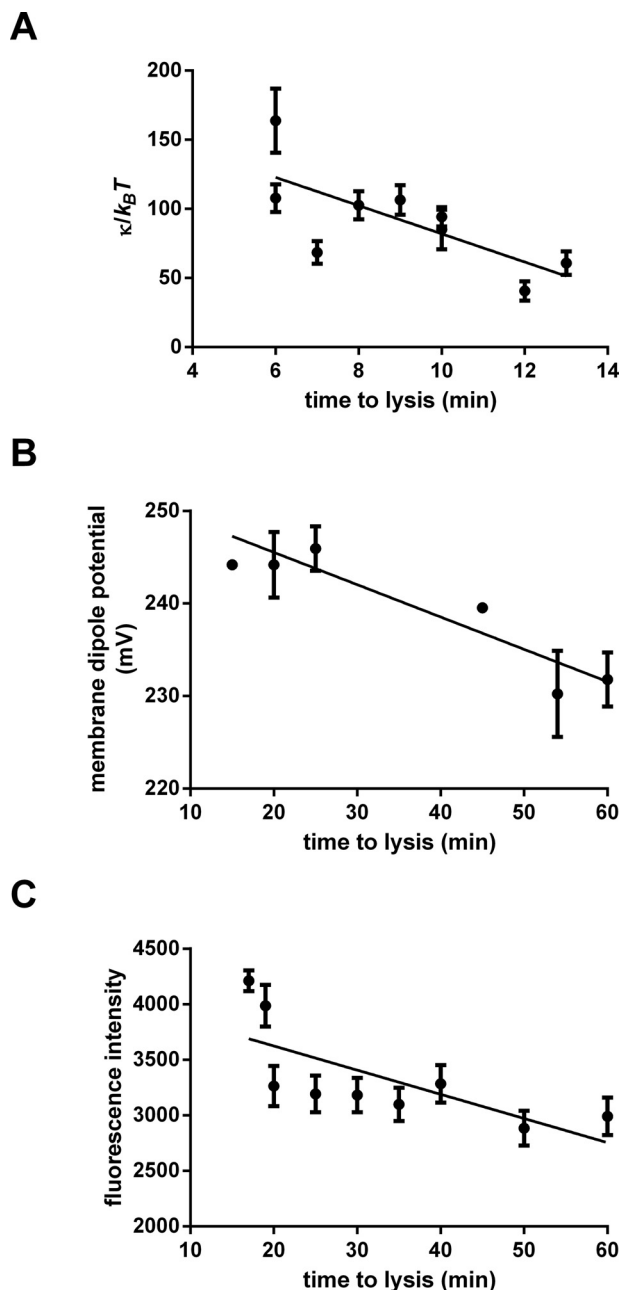 A
200
150
100
50
0
κ/kBT
4 6 8 10 12 14
time to lysis (min)
B
250
240
230
220
membrane dipole potential
(mV)
10 20 30 40 50 60
time to lysis (min)
C
4500
4000
3500
3000
2500
2000
fluorescence intensity
10 20 30 40 50 60
time to lysis (min)